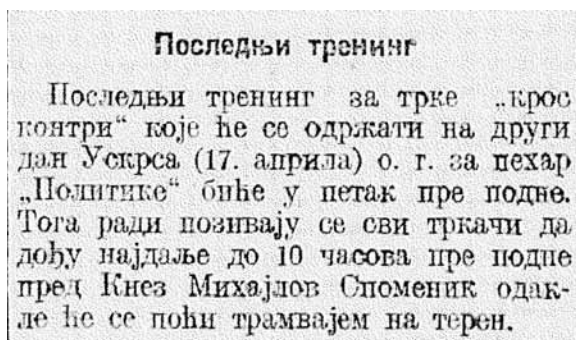 Последњи тренинг
Последњи тренинг за трке „крос
контри“ које ће се одржати на други
дан Ускрса (17. априла) о. г. за пехар
„Политике“ биће у петак пре подне.
Тога ради позивају се сви тркачи да
дођу најдаље до 10 часова пре подне
пред Кнез Михајлов Споменик одак-
ле ће се поћи трамвајем на терен.